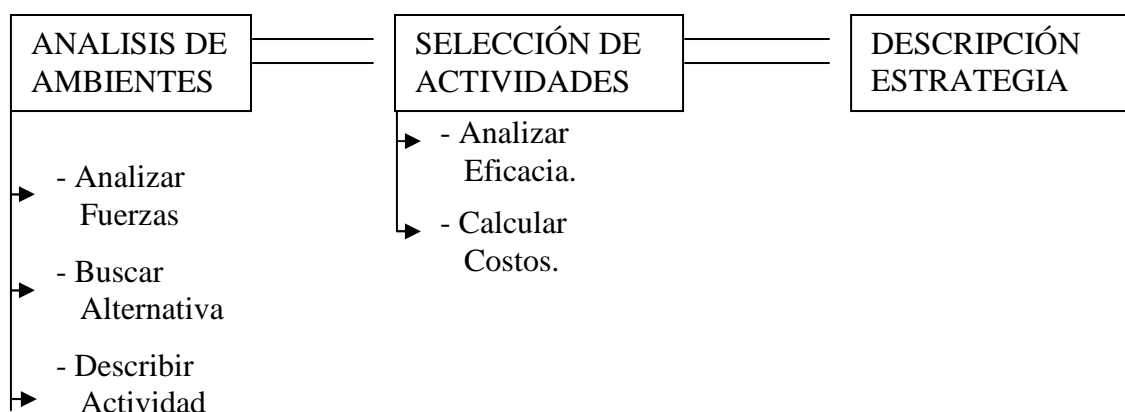 ANALISIS DE
AMBIENTES
SELECCIÓN DE
ACTIVIDADES
DESCRIPCIÓN
ESTRATEGIA
- Analizar
Fuerzas
- Buscar
Alternativa
- Describir
Actividad
- Analizar
Eficacia.
- Calcular
Costos.